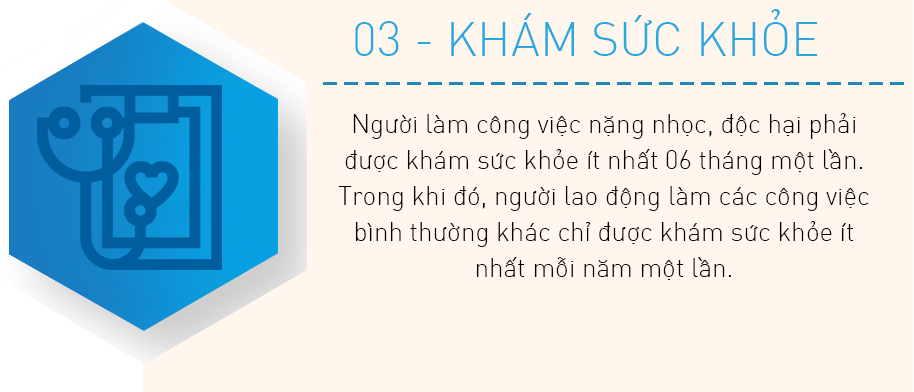 03 - KHÁM SỨC KHỎE
Người làm công việc nặng nhọc, độc hại phải
được khám sức khỏe ít nhất 06 tháng một lần.
Trong khi đó, người lao động làm các công việc
bình thường khác chỉ được khám sức khỏe ít
nhất mỗi năm một lần.